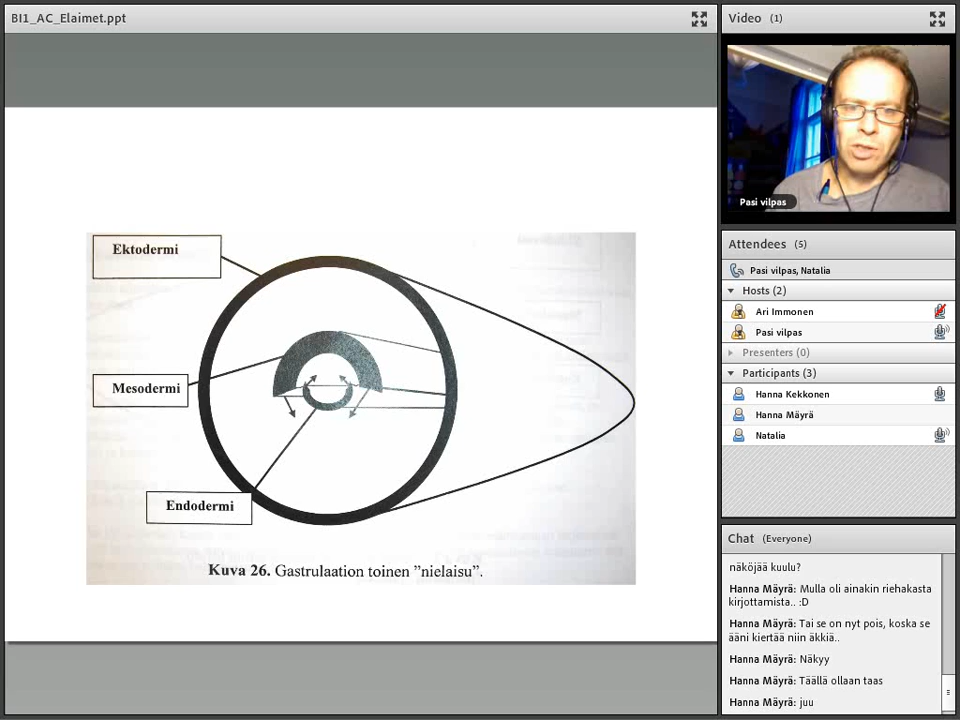 BI1_AC_Elaimet.ppt
Ektodermi
Mesodermi
Endodermi
Kuva 26. Gastrulaation toinen ”nielaisu”.
Video (1)
Pasi vilpas
Attendees (5)
Pasi vilpas, Natalia
Hosts (2)
Ari Immonen
Pasi vilpas
Presenters (0)
Participants (3)
Hanna Kekkonen
Hanna Mäyrä
Natalia
Chat (Everyone)
näköjää kuulu?
Hanna Mäyrä: Mulla oli ainakin riehakasta
kirjottamista.. :D
Hanna Mäyrä: Tai se on nyt pois, koska se
ääni kiertää niin äkkiä..
Hanna Mäyrä: Näkyy
Hanna Mäyrä: Täällä ollaan taas
Hanna Mäyrä: juu